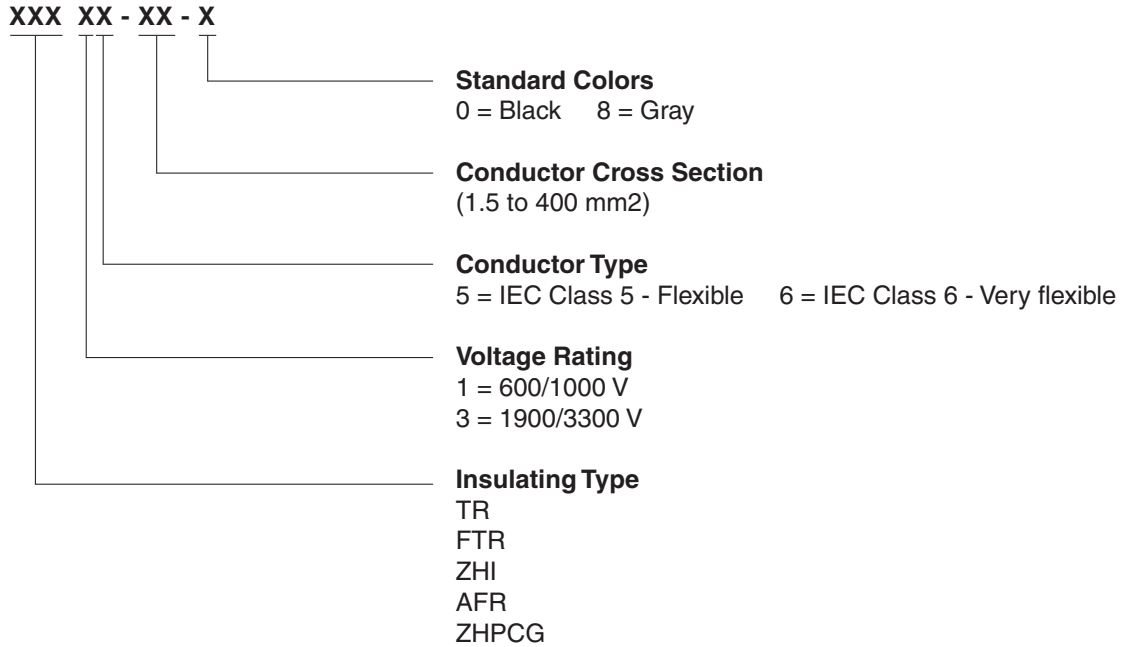 XXX XX - XX - X
Standard Colors
0 = Black 8 = Gray
Conductor Cross Section
(1.5 to 400 mm2)
Conductor Type
5 = IEC Class 5 - Flexible 6 = IEC Class 6 - Very flexible
Voltage Rating
1 = 600/1000 V
3 = 1900/3300 V
Insulating Type
TR
FTR
ZHI
AFR
ZHPCG